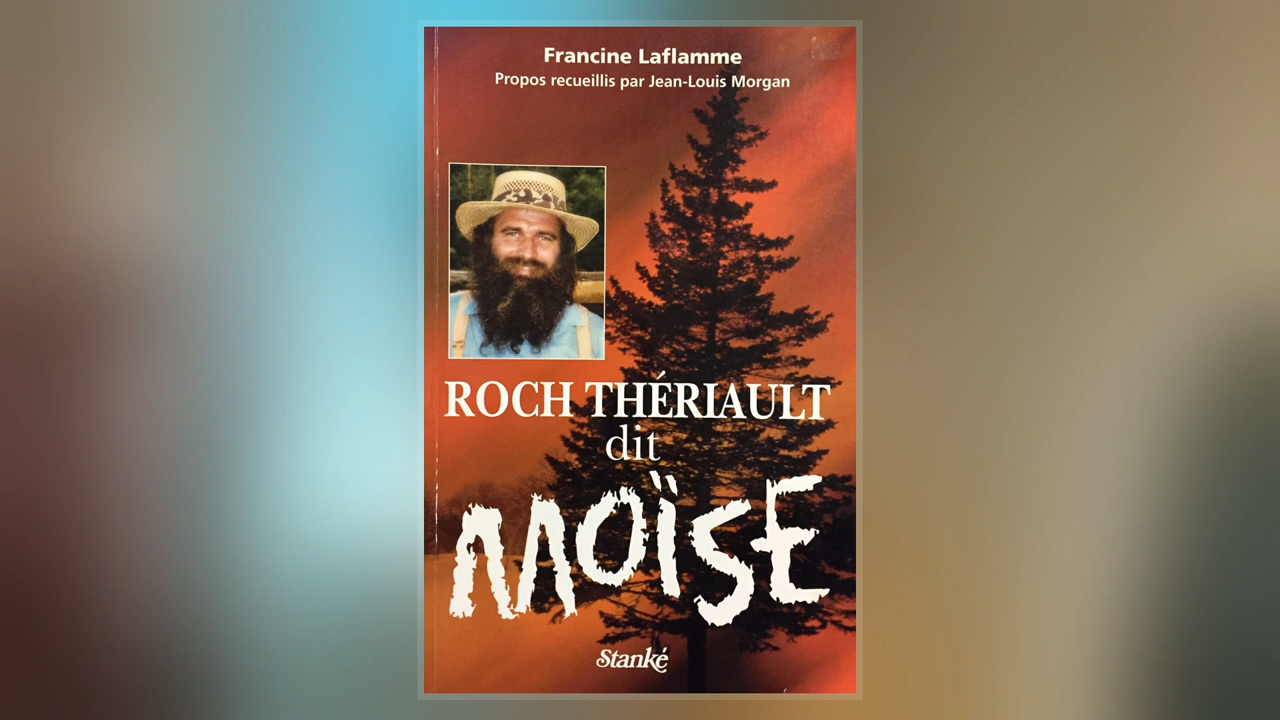 Francine Laflamme
Propos recueillis par Jean-Louis Morgan
ROCH THÉRIAULT
dit
MOÏSE
Stanké